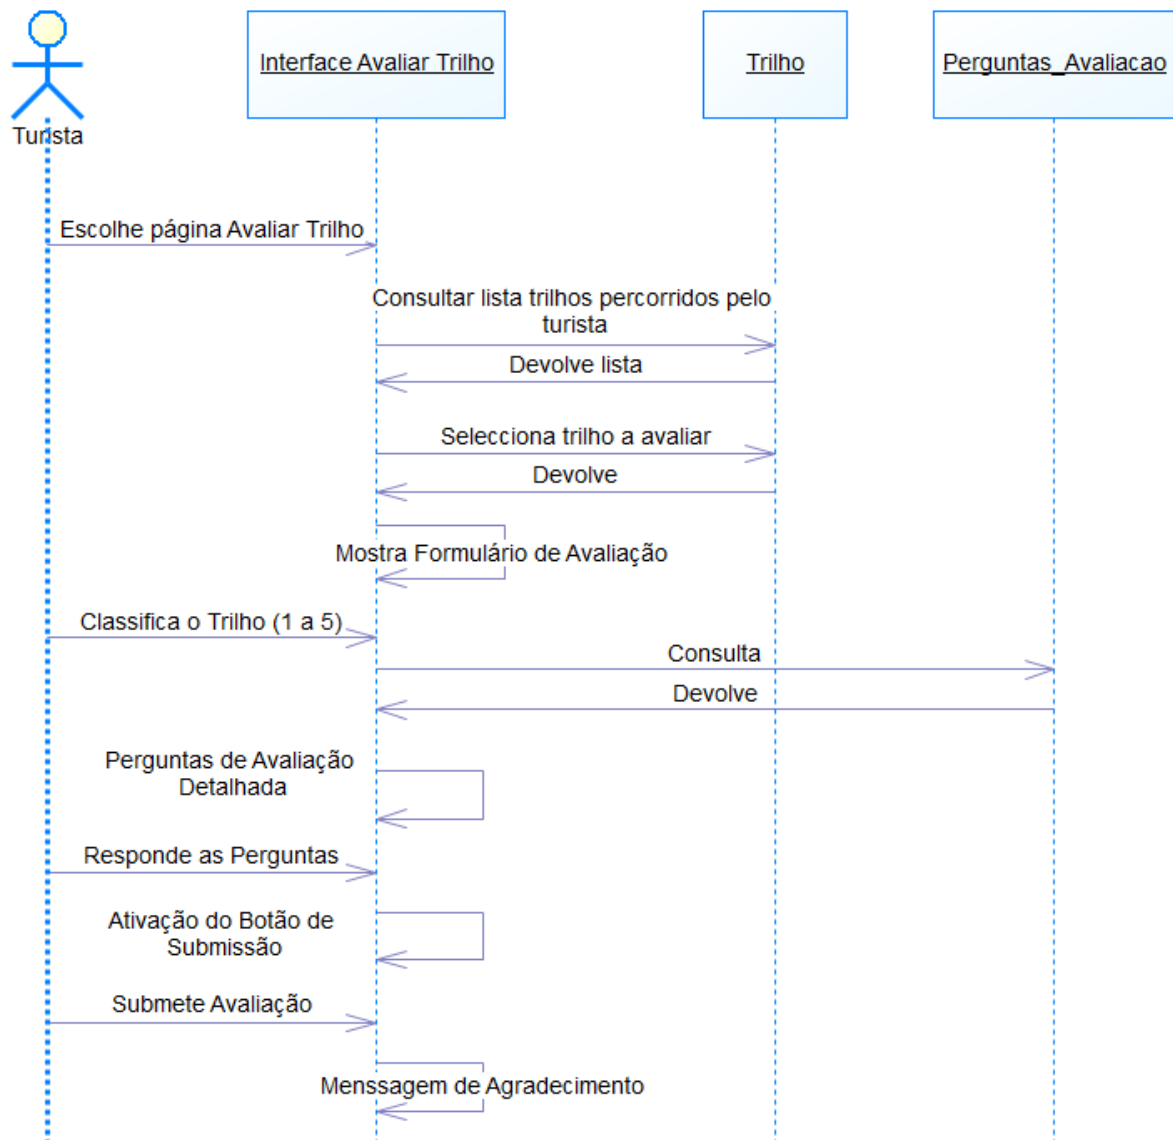 Interface Avaliar Trilho
Trilho
Perguntas_Avaliacao
Turista
Escolhe página Avaliar Trilho
Consultar lista trilhos percorridos pelo
turista
Devolve lista
Selecciona trilho a avaliar
Devolve
Mostra Formulário de Avaliação
Classifica o Trilho (1 a 5)
Consulta
Devolve
Perguntas de Avaliação
Detalhada
Responde as Perguntas
Ativação do Botão de
Submissão
Submete Avaliação
Menssagem de Agradecimento